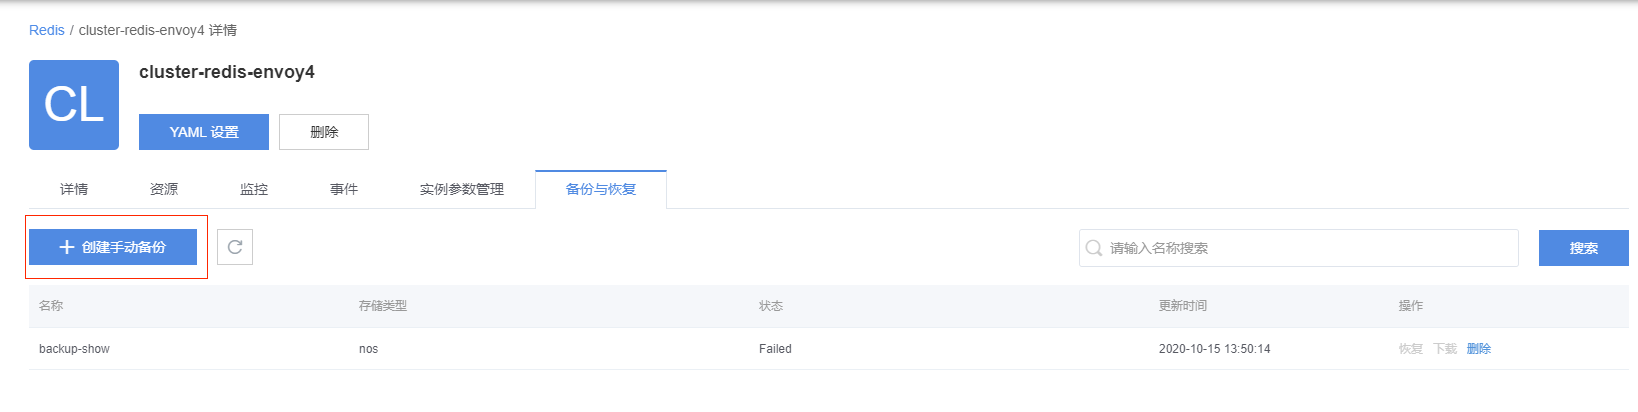 Redis / cluster-redis-envoy4 详情
CL
cluster-redis-envoy4
YAML 设置 删除
详情 资源 监控 事件 实例参数管理 备份与恢复
创建手动备份 请输入名称搜索 搜索
名称 存储类型 状态 更新时间 操作
backup-show nos Failed 2020-10-15 13:50:14 恢复 下载 删除